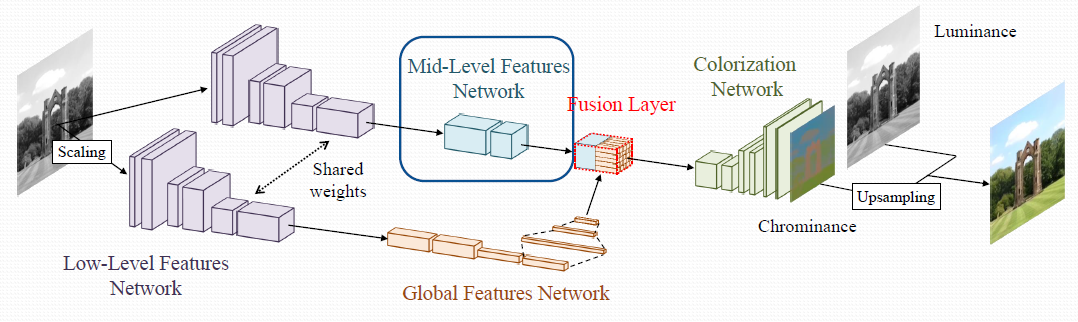 Luminance
Mid-Level Features
Network
Colorization
Network
Fusion Layer
Scaling
Shared
weights
Upsampling
Chrominance
Low-Level Features
Network
Global Features Network